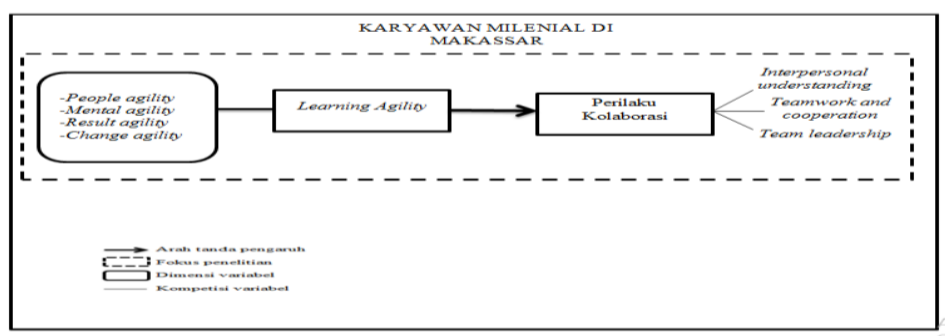 KARYAWAN MILENIAL DI
MAKASSAR
-People agility
-Mental agility
-Result agility
-Change agility
Learning Agility
Perilaku
Kolaborasi
Interpersonal
understanding
Teamwork and
cooperation
Team leadership
Arah tanda pengaruh
Fokus penelitian
Dimensi variabel
Kompetisi variabel